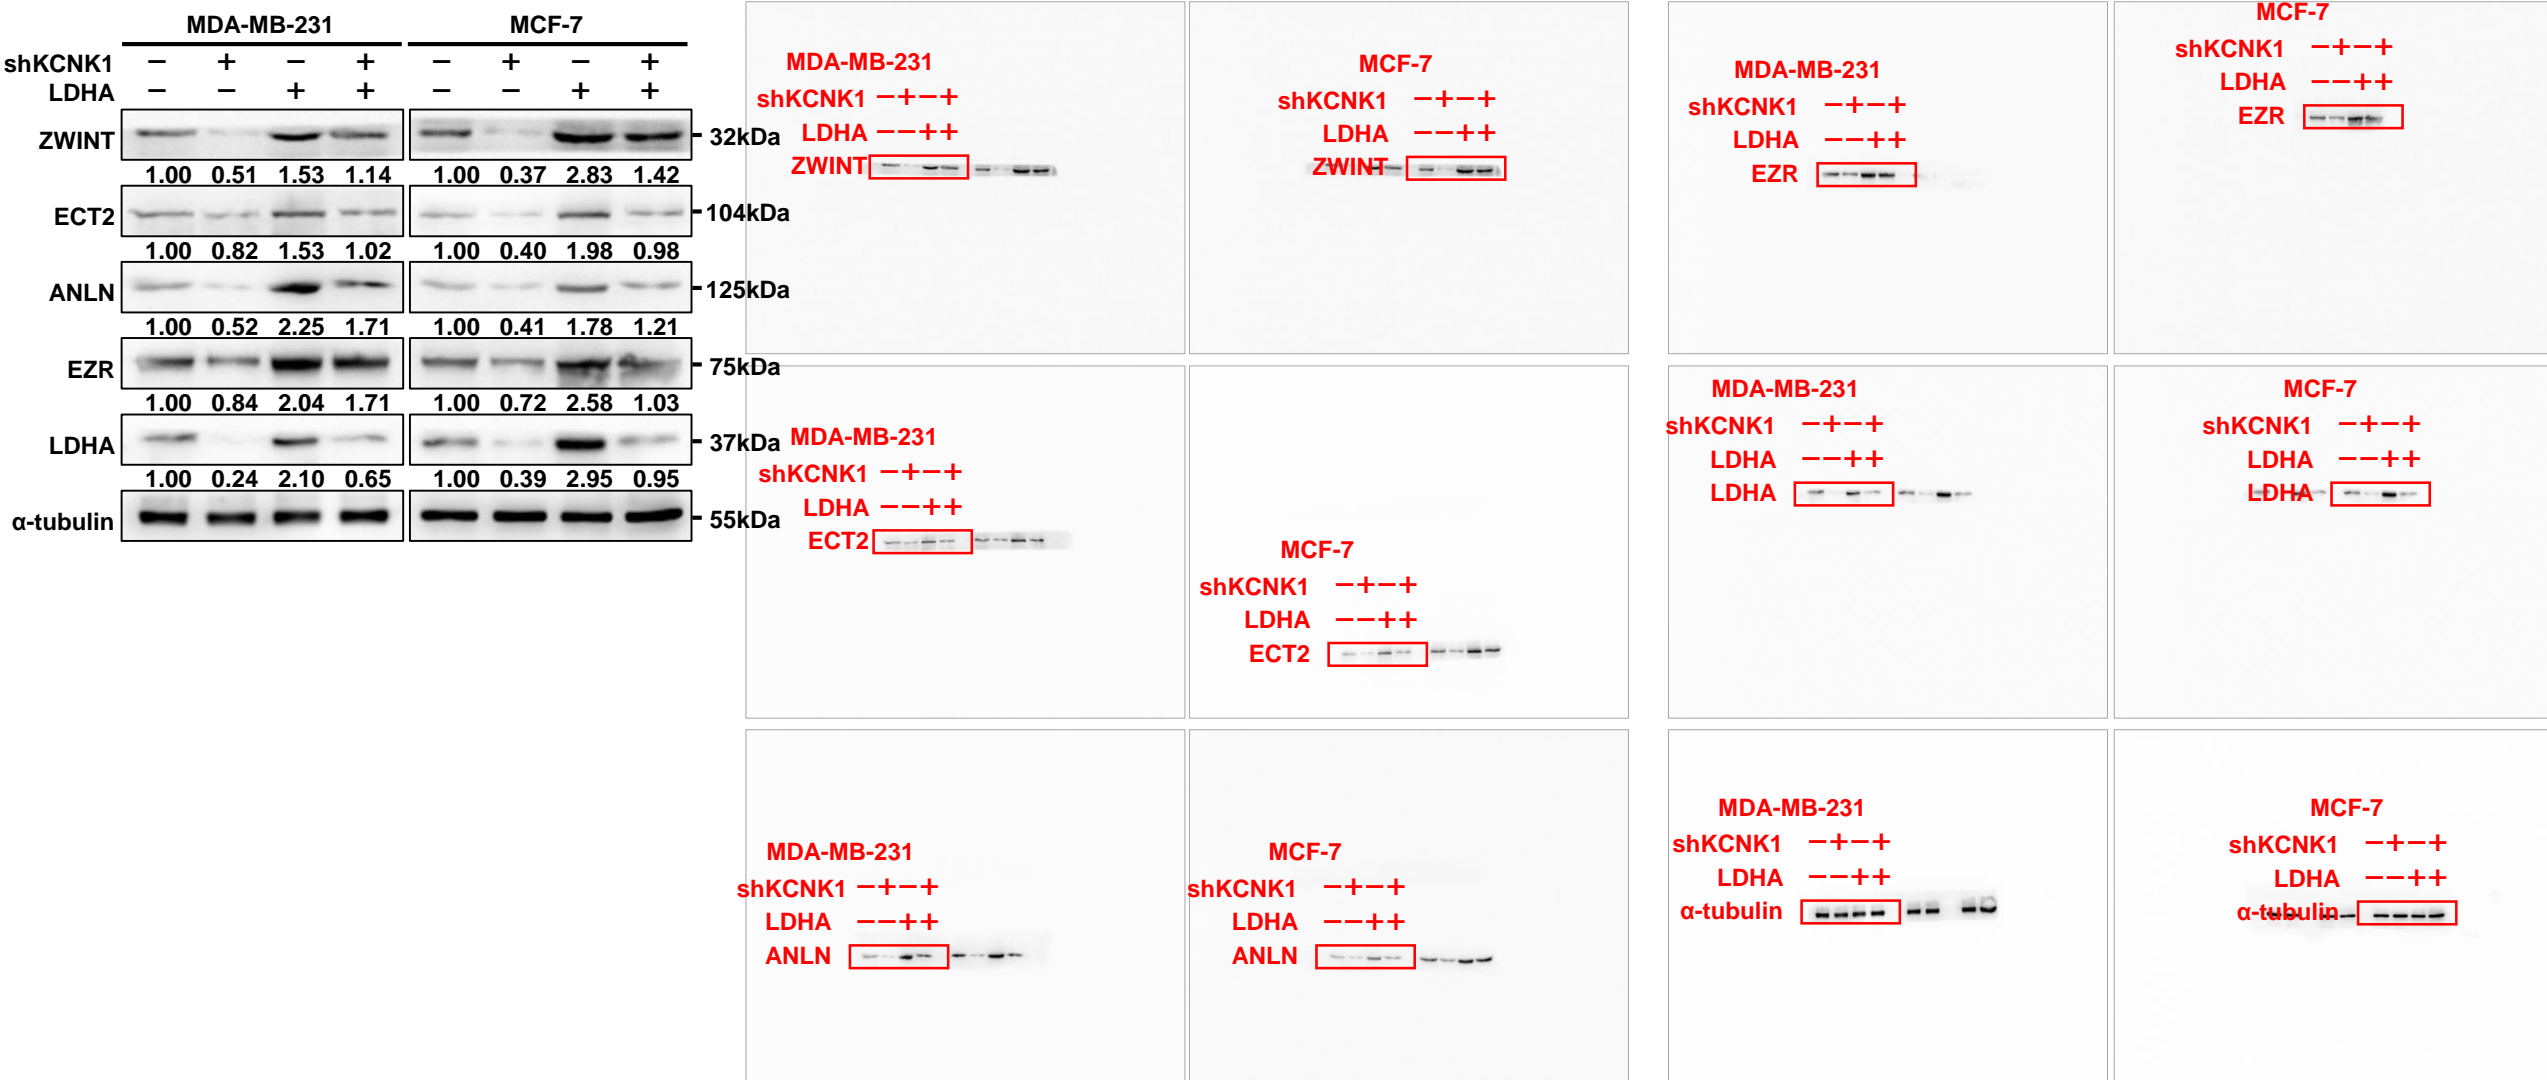 MDA-MB-231 MCF-7
shKCNK1 − + − + − + − +
LDHA − − + + − − + +
ZWINT 32kDa
1.00 0.51 1.53 1.14 1.00 0.37 2.83 1.42
ECT2 104kDa
1.00 0.82 1.53 1.02 1.00 0.40 1.98 0.98
ANLN 125kDa
1.00 0.52 2.25 1.71 1.00 0.41 1.78 1.21
EZR 75kDa
1.00 0.84 2.04 1.71 1.00 0.72 2.58 1.03
LDHA 37kDa
1.00 0.24 2.10 0.65 1.00 0.39 2.95 0.95
α-tubulin 55kDa
MDA-MB-231
shKCNK1 −+−+
LDHA −−++
ZWINT
MCF-7
shKCNK1 −+−+
LDHA −−++
ZWINT
MDA-MB-231
shKCNK1 −+−+
LDHA −−++
EZR
MCF-7
shKCNK1 −+−+
LDHA −−++
EZR
MDA-MB-231
shKCNK1 −+−+
LDHA −−++
ECT2
MCF-7
shKCNK1 −+−+
LDHA −−++
ECT2
MDA-MB-231
shKCNK1 −+−+
LDHA −−++
LDHA
MCF-7
shKCNK1 −+−+
LDHA −−++
LDHA
MDA-MB-231
shKCNK1 −+−+
LDHA −−++
ANLN
MCF-7
shKCNK1 −+−+
LDHA −−++
ANLN
MDA-MB-231
shKCNK1 −+−+
LDHA −−++
α-tubulin
MCF-7
shKCNK1 −+−+
LDHA −−++
α-tubulin